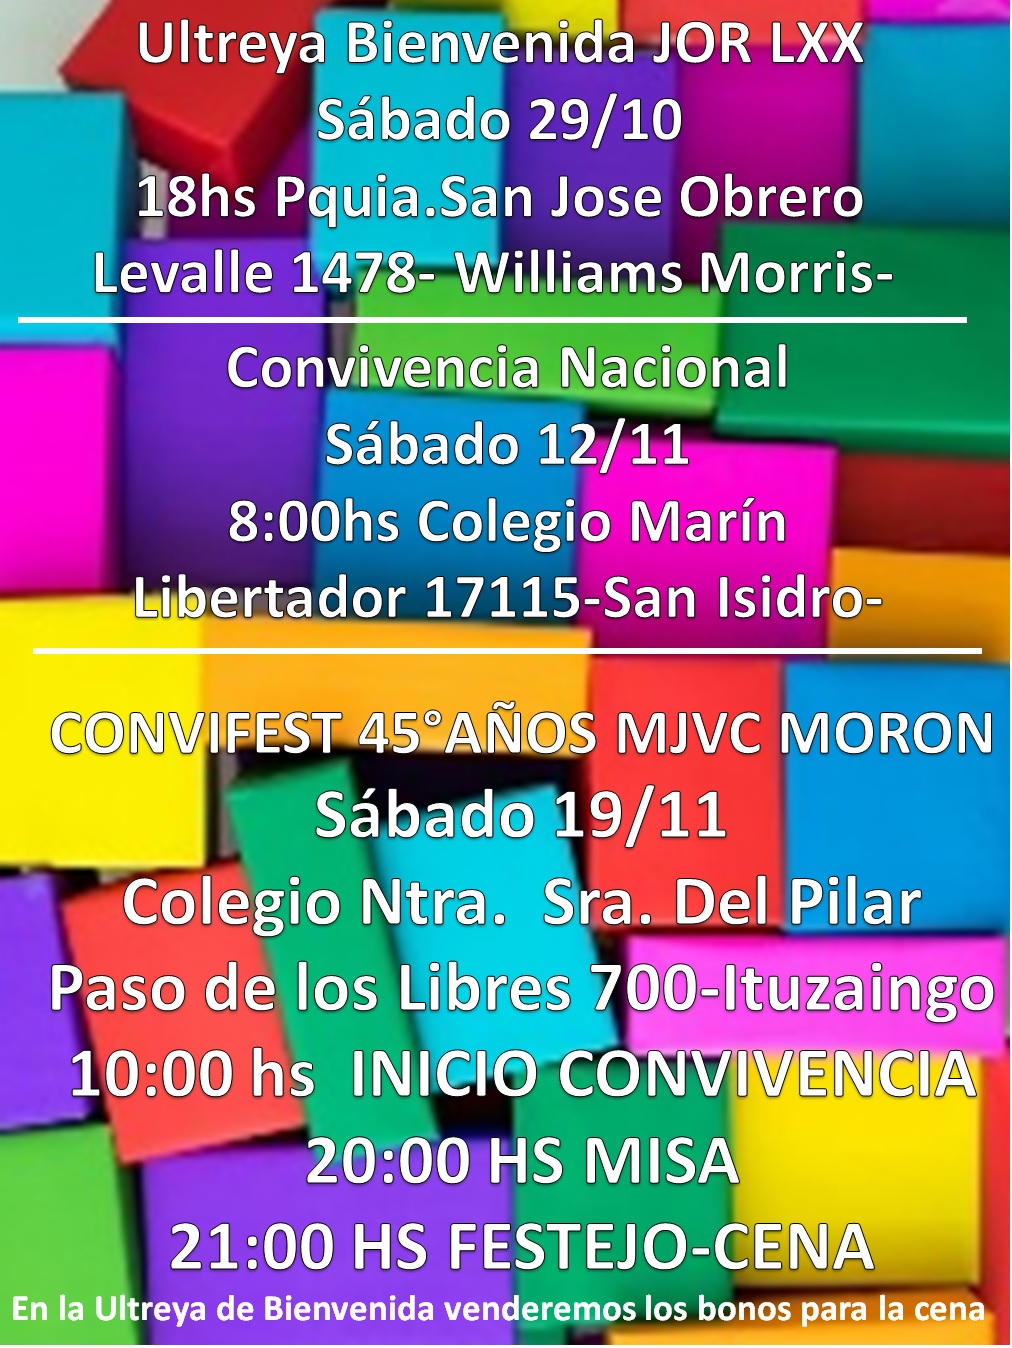 Ultreya Bienvenida JOR LXX
Sábado 29/10
18hs Pquia.San Jose Obrero
Levalle 1478- Williams Morris-
Convivencia Nacional
Sábado 12/11
8:00hs Colegio Marín
Libertador 17115-San Isidro-
CONVIFEST 45°AÑOS MJVC MORON
Sábado 19/11
Colegio Ntra.  Sra. Del Pilar
Paso de los Libres 700-Ituzaingo
10:00 hs  INICIO CONVIVENCIA
20:00 HS MISA
21:00 HS FESTEJO-CENA
En la Ultreya de Bienvenida venderemos los bonos para la cena